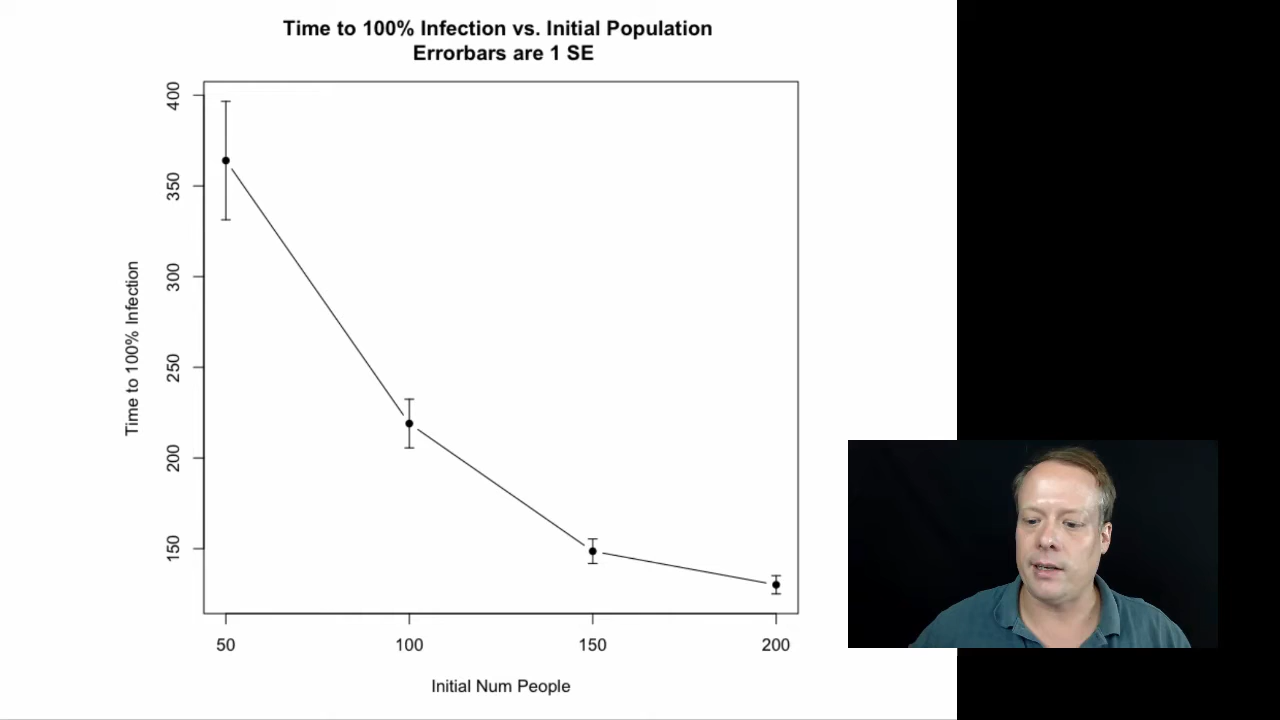 Time to 100% Infection vs. Initial Population
Errorbars are 1 SE
400
350
300
250
200
150
Time to 100% Infection
50
100
150
200
Initial Num People